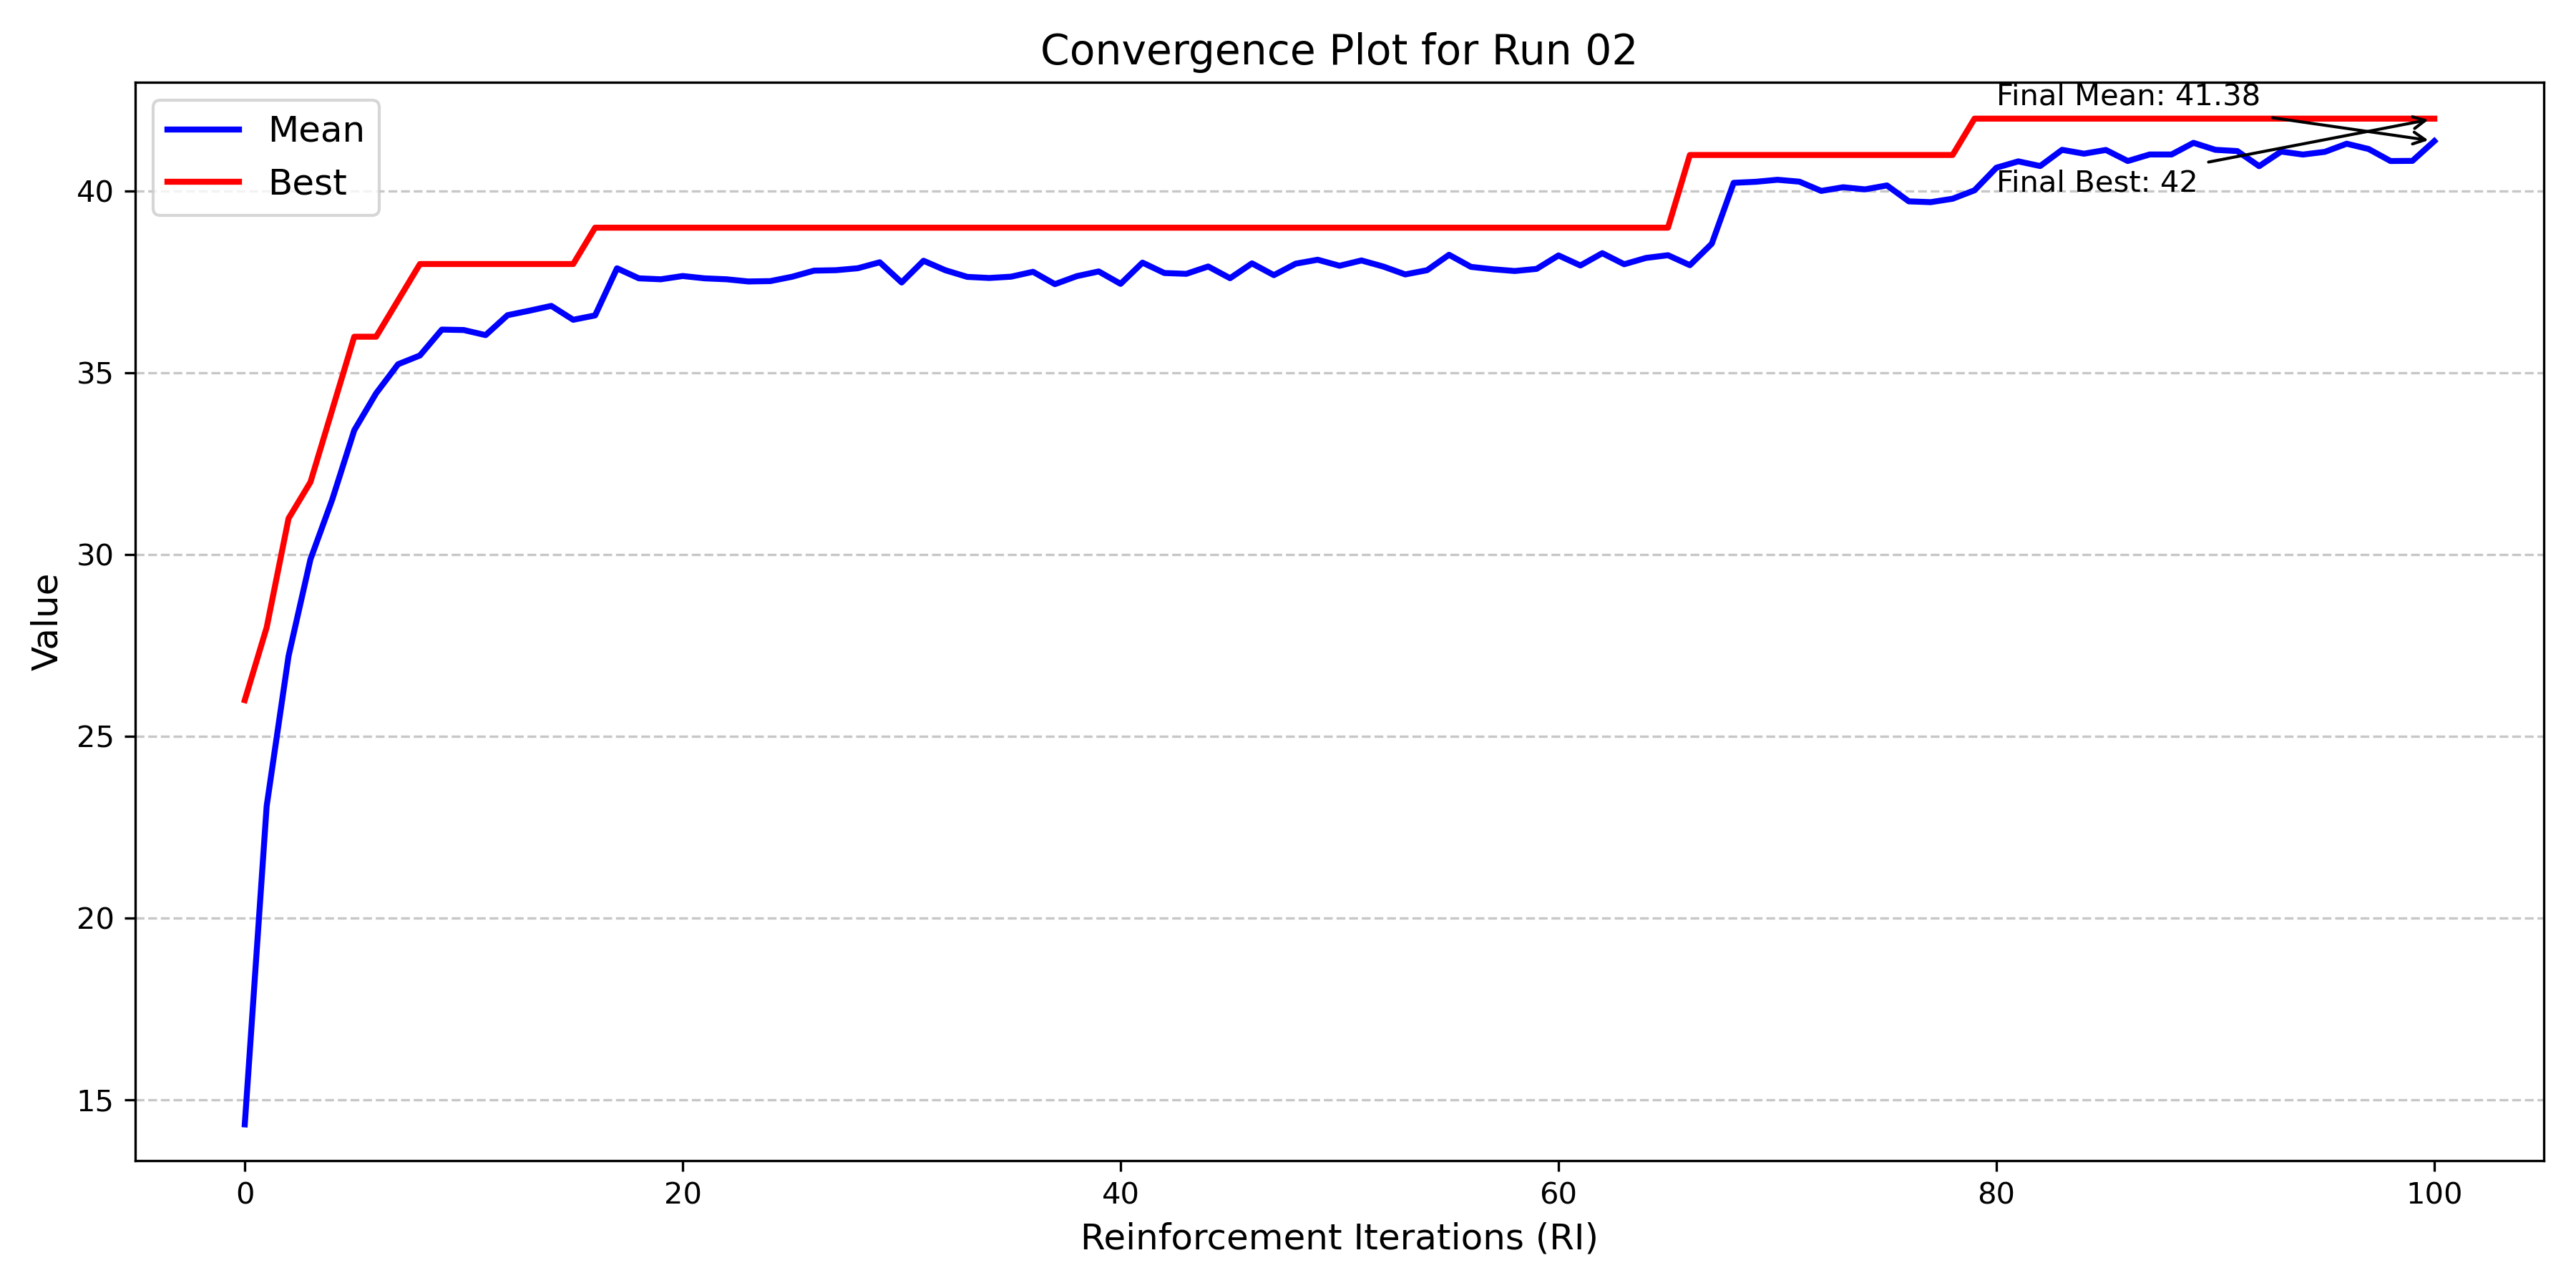 Convergence Plot for Run 02
Mean
Best
Final Mean: 41.38
Final Best: 42
Value
40
35
30
25
20
15
0
20
40
60
80
100
Reinforcement Iterations (RI)